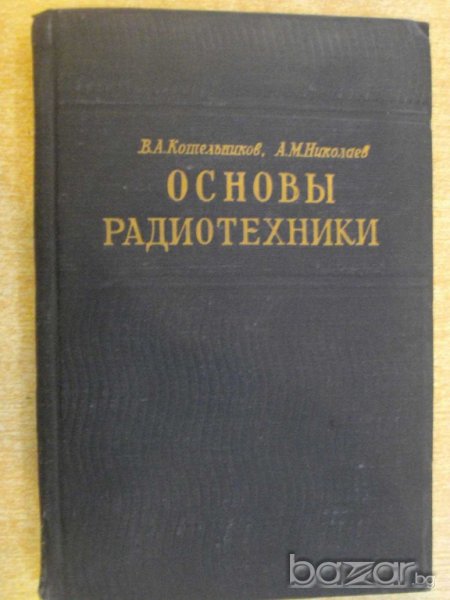 В.А.Котельников, А.М.Николаев
ОСНОВЫ
РАДИОТЕХНИКИ
bazar.bg